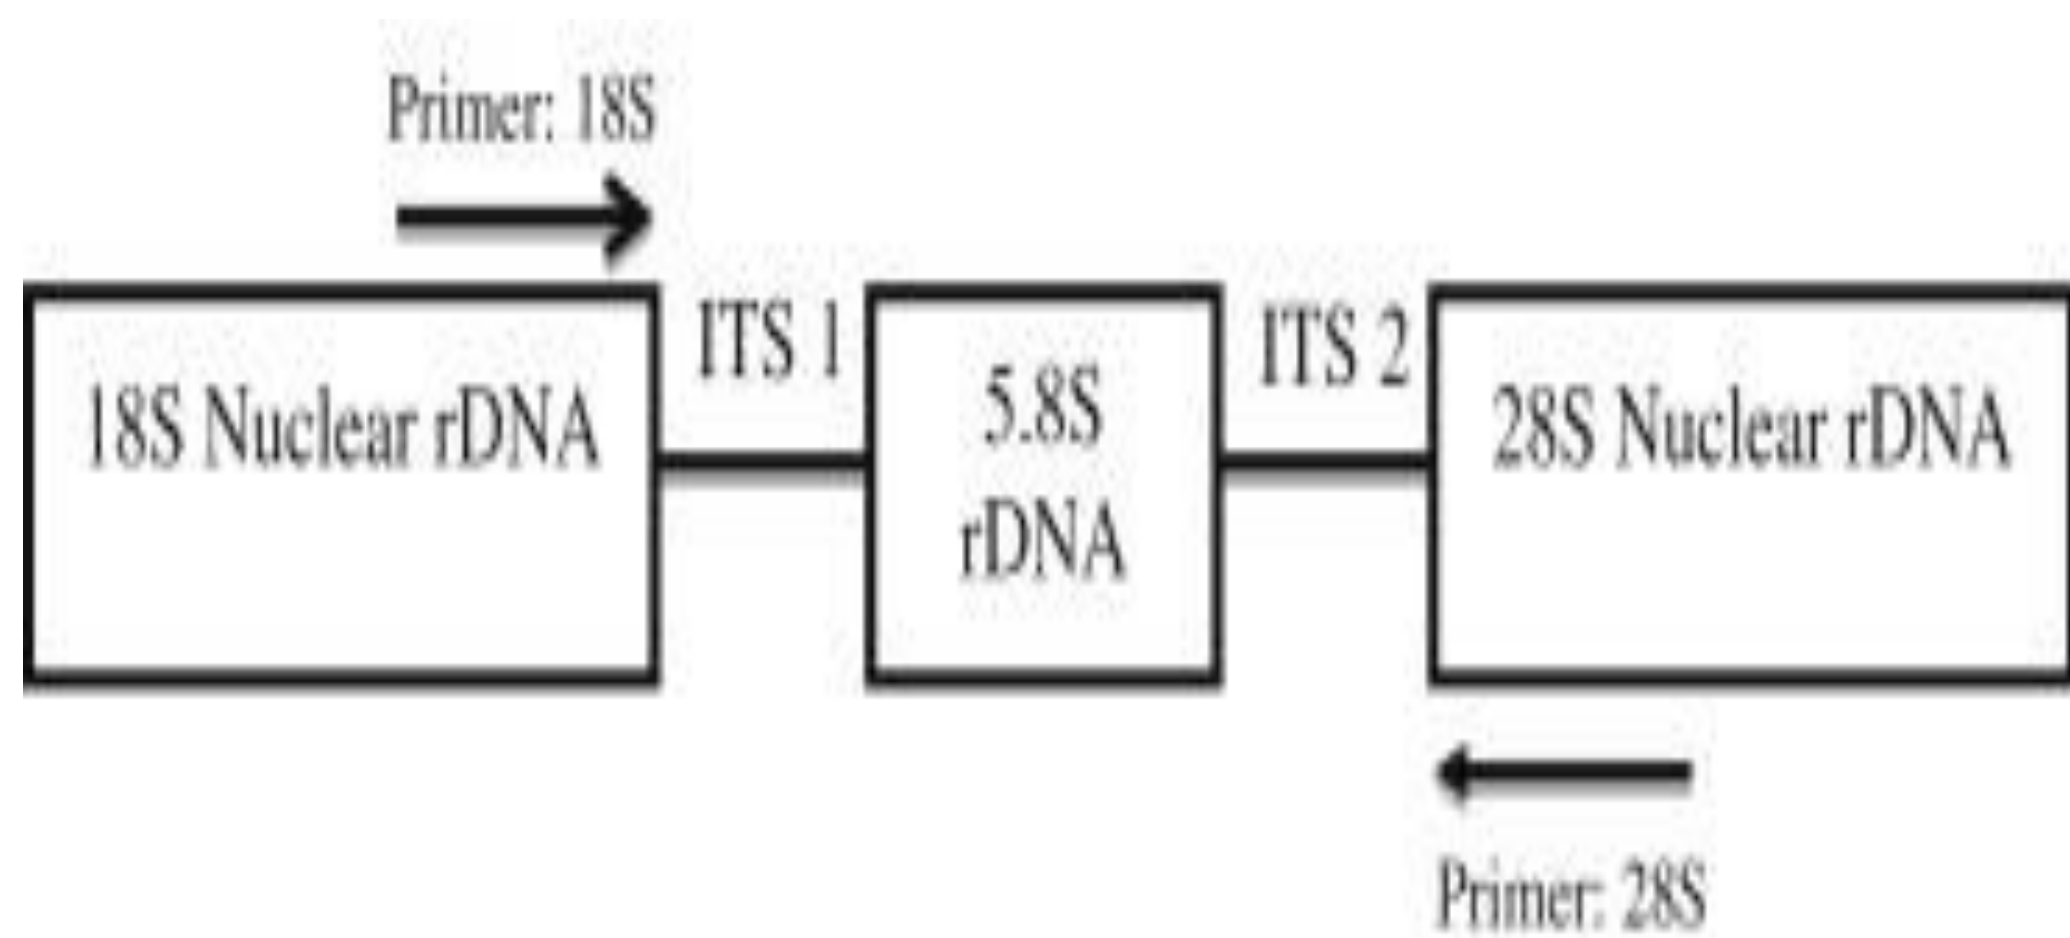 Primer: 18S
18S Nuclear rDNA
ITS 1
5.8S
rDNA
ITS 2
28S Nuclear rDNA
Primer: 28S